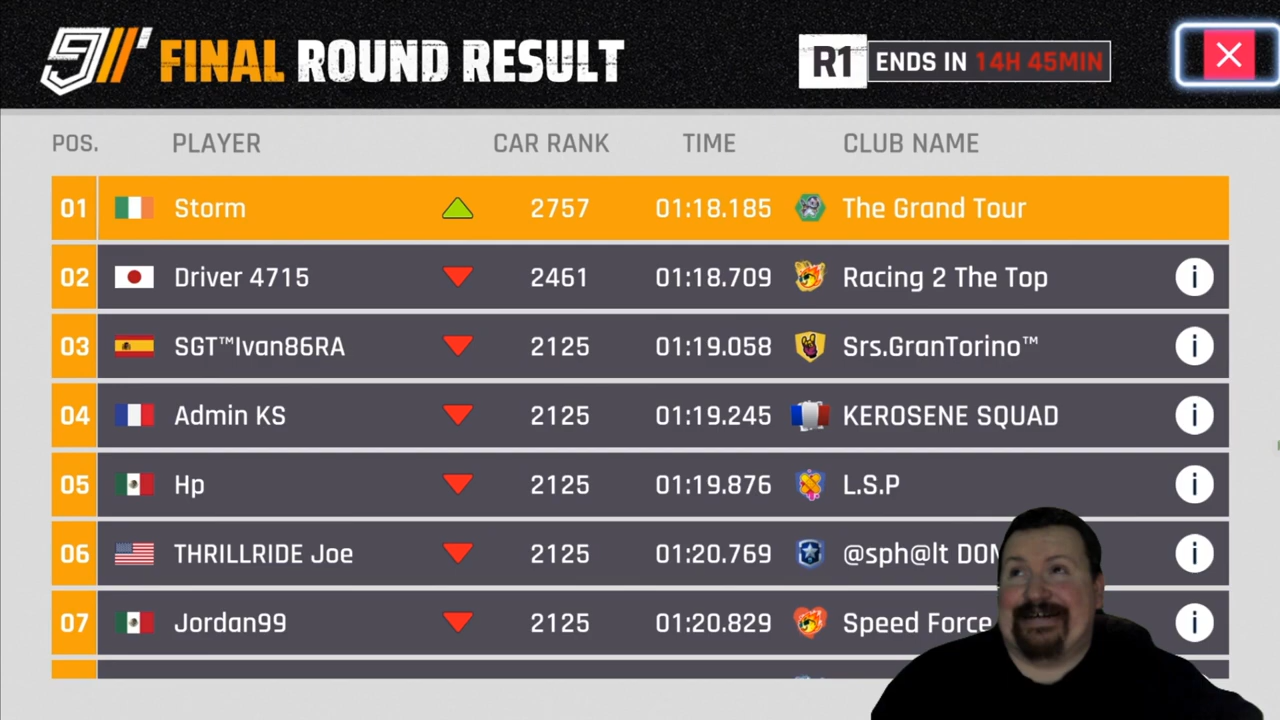 FINAL ROUND RESULT
R1 ENDS IN 14H 45MIN
POS. PLAYER CAR RANK TIME CLUB NAME
01 Storm 2757 01:18.185 The Grand Tour
02 Driver 4715 2461 01:18.709 Racing 2 The Top i
03 SGT™Ivan86RA 2125 01:19.058 Srs.GranTorino™ i
04 Admin KS 2125 01:19.245 KEROSENE SQUAD i
05 Hp 2125 01:19.876 L.S.P i
06 THRILLRIDE Joe 2125 01:20.769 @sph@lt i
07 Jordan99 2125 01:20.829 Speed Force i